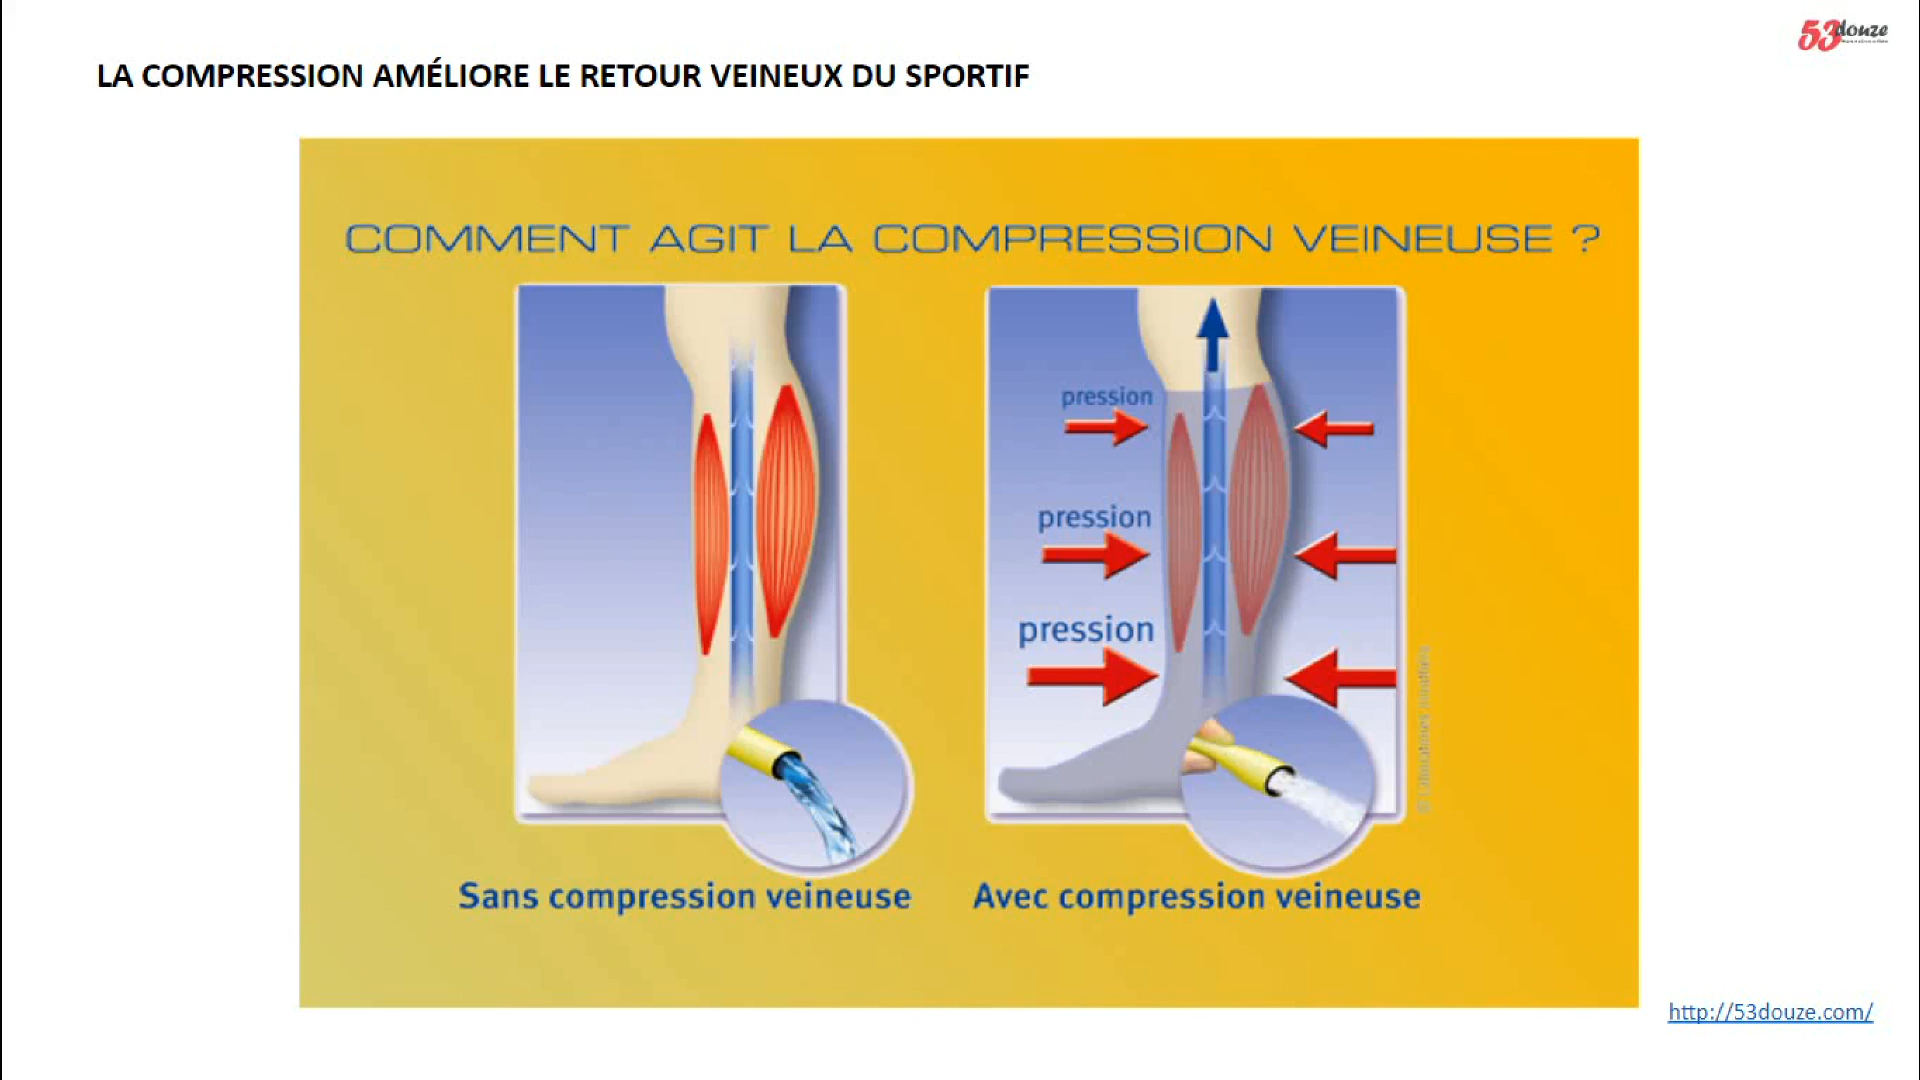 53douze
LA COMPRESSION AMÉLIORE LE RETOUR VEINEUX DU SPORTIF
COMMENT AGIT LA COMPRESSION VEINEUSE ?
pression
pression
pression
Sans compression veineuse
Avec compression veineuse
http://53douze.com/